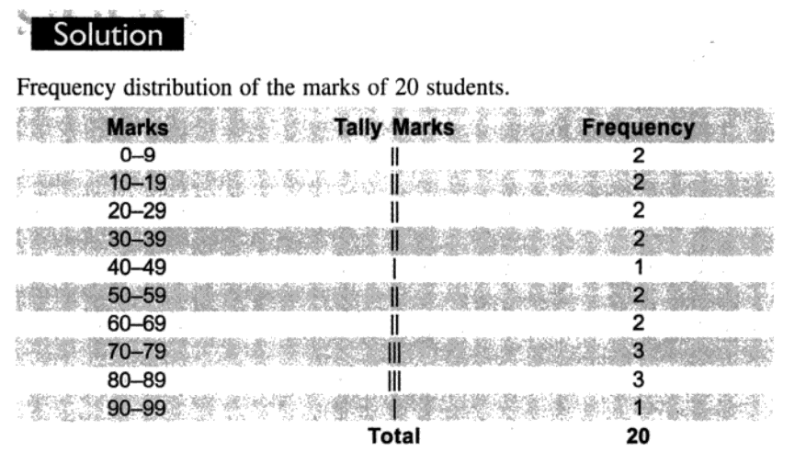 Solution
Frequency distribution of the marks of 20 students.
Marks Tally Marks Frequency
0–9 || 2
10–19 || 2
20–29 || 2
30–39 || 2
40–49 | 1
50–59 || 2
60–69 || 2
70–79 ||| 3
80–89 ||| 3
90–99 | 1
Total 20